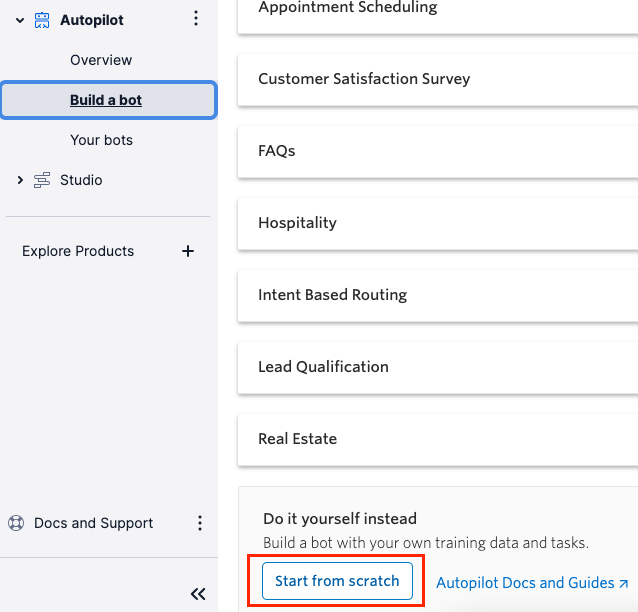 Autopilot
Overview
Build a bot
Your bots
Studio
Explore Products
Docs and Support
Appointment Scheduling
Customer Satisfaction Survey
FAQs
Hospitality
Intent Based Routing
Lead Qualification
Real Estate
Do it yourself instead
Build a bot with your own training data and tasks.
Start from scratch
Autopilot Docs and Guides